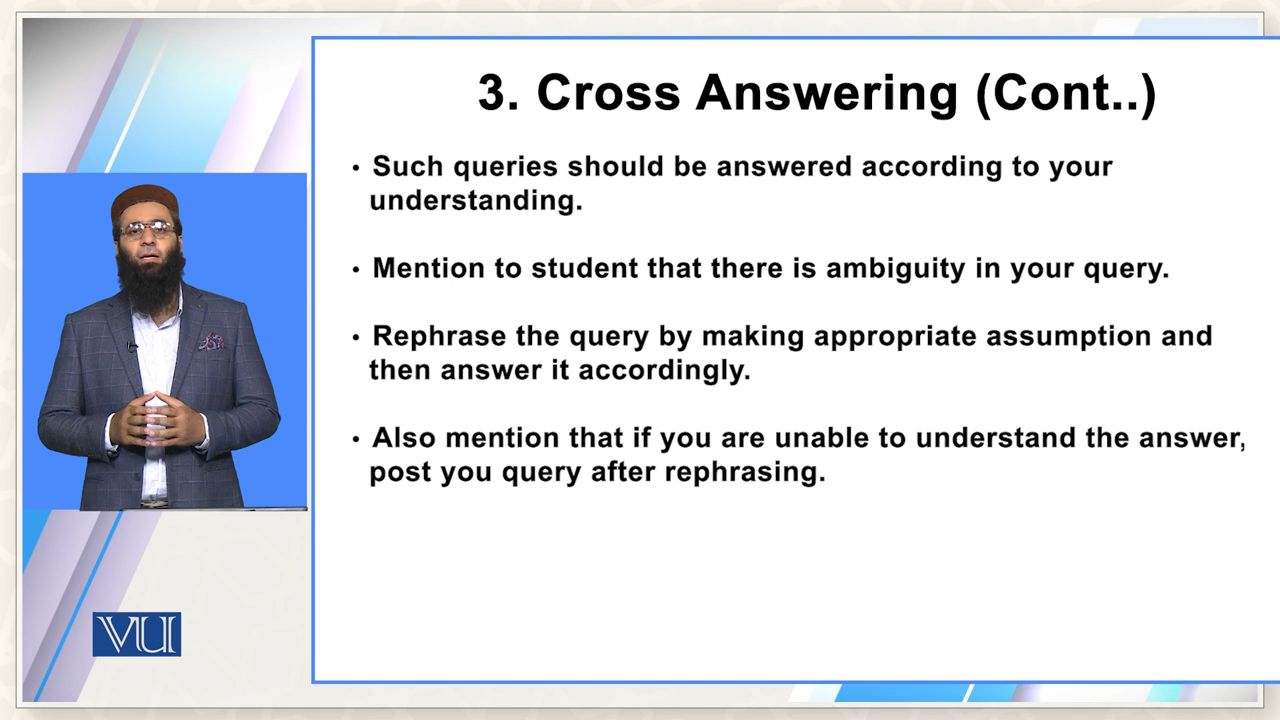 3. Cross Answering (Cont..)
• Such queries should be answered according to your
understanding.
• Mention to student that there is ambiguity in your query.
• Rephrase the query by making appropriate assumption and
then answer it accordingly.
• Also mention that if you are unable to understand the answer,
post you query after rephrasing.
VU